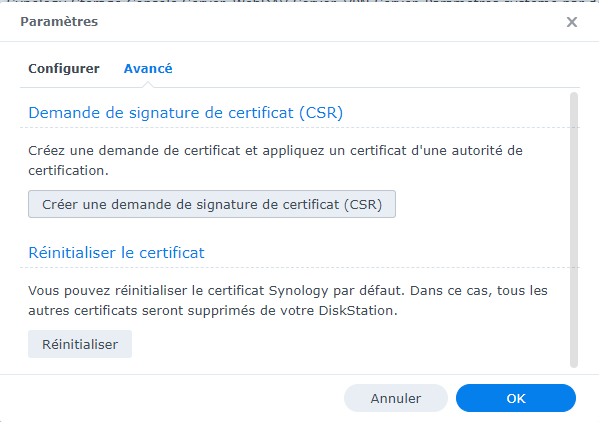 Paramètres
Configurer Avancé
Demande de signature de certificat (CSR)
Créez une demande de certificat et appliquez un certificat d'une autorité de
certification.
Créer une demande de signature de certificat (CSR)
Réinitialiser le certificat
Vous pouvez réinitialiser le certificat Synology par défaut. Dans ce cas, tous les
autres certificats seront supprimés de votre DiskStation.
Réinitialiser
Annuler OK